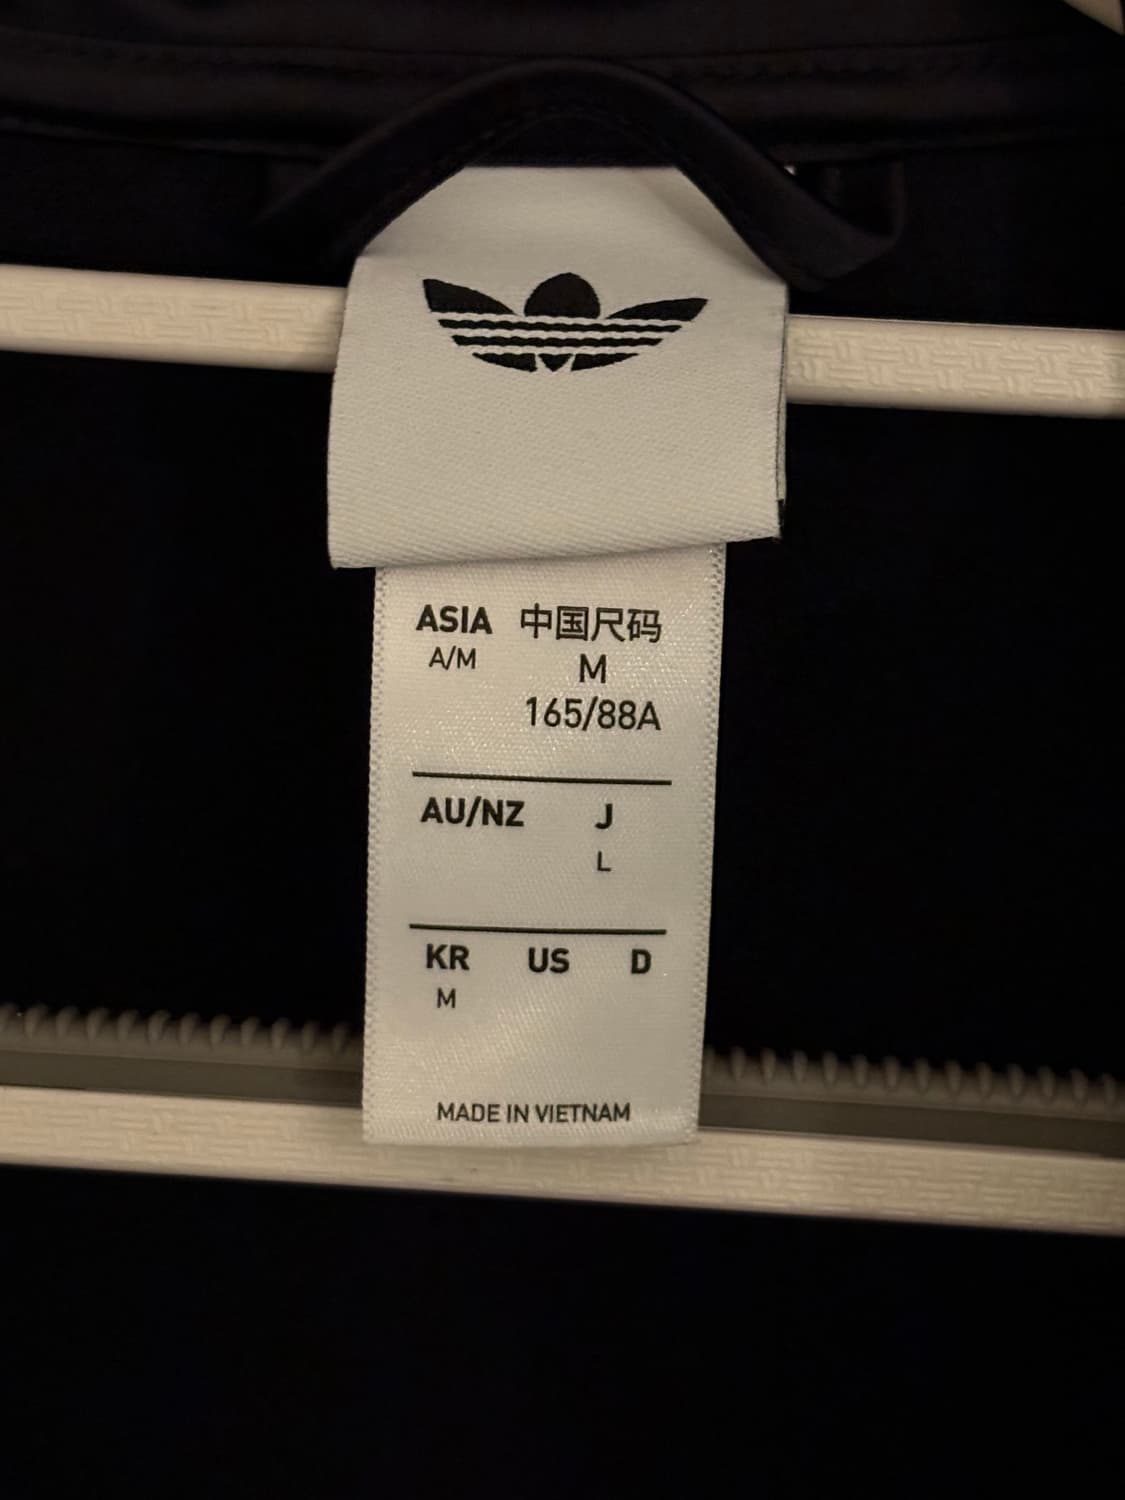 ASIA 中国尺码
A/M M
165/88A
AU/NZ J
L
KR US D
M
MADE IN VIETNAM